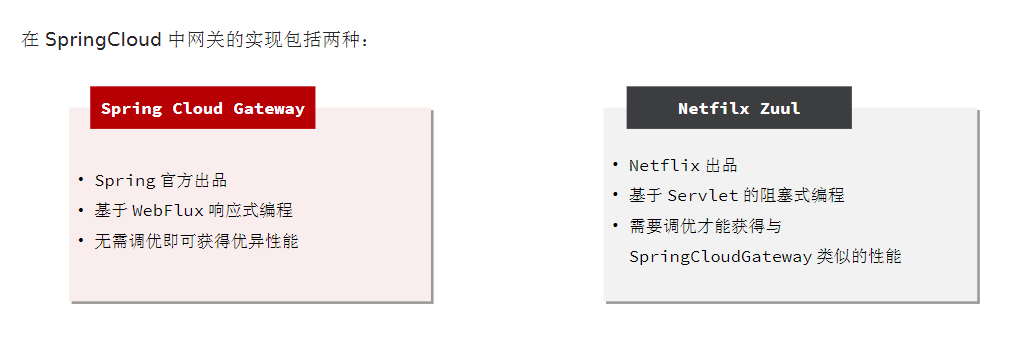 在 SpringCloud 中网关的实现包括两种：
Spring Cloud Gateway
• Spring 官方出品
• 基于 WebFlux 响应式编程
• 无需调优即可获得优异性能
Netfilx Zuul
• Netflix 出品
• 基于 Servlet 的阻塞式编程
• 需要调优才能获得与
SpringCloudGateway 类似的性能